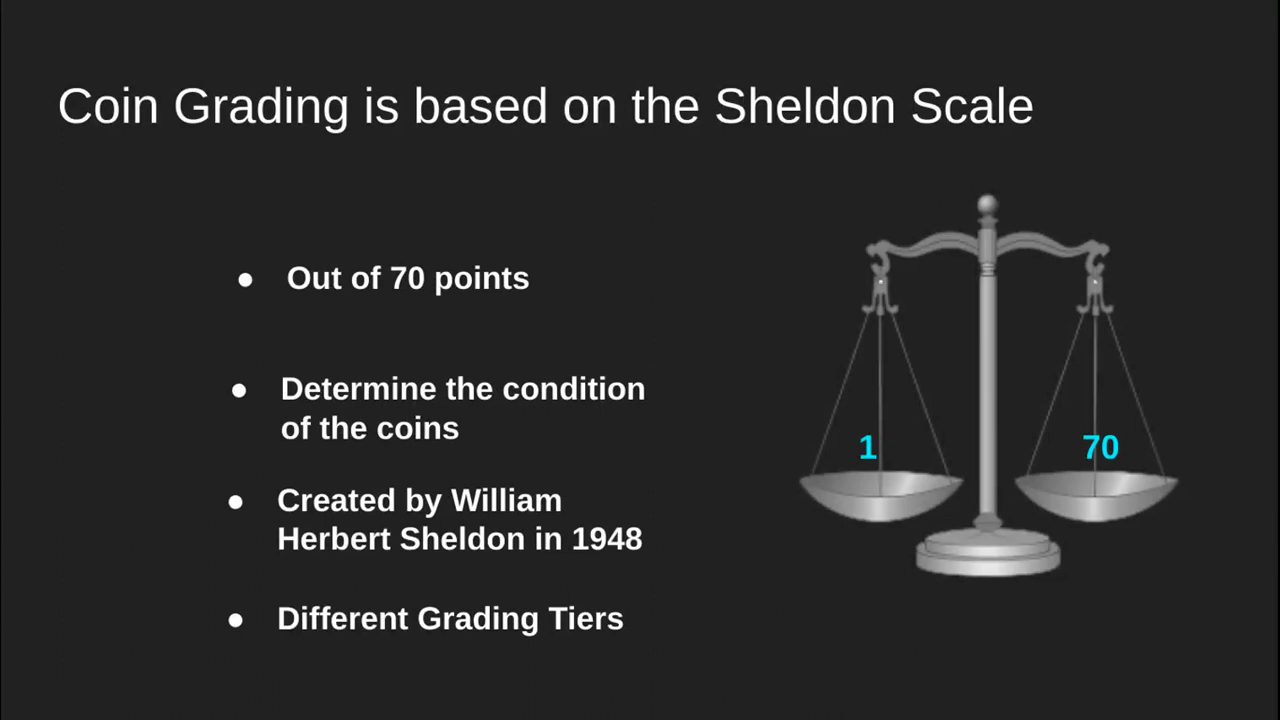 Coin Grading is based on the Sheldon Scale
● Out of 70 points
● Determine the condition
of the coins
● Created by William
Herbert Sheldon in 1948
● Different Grading Tiers
1
70